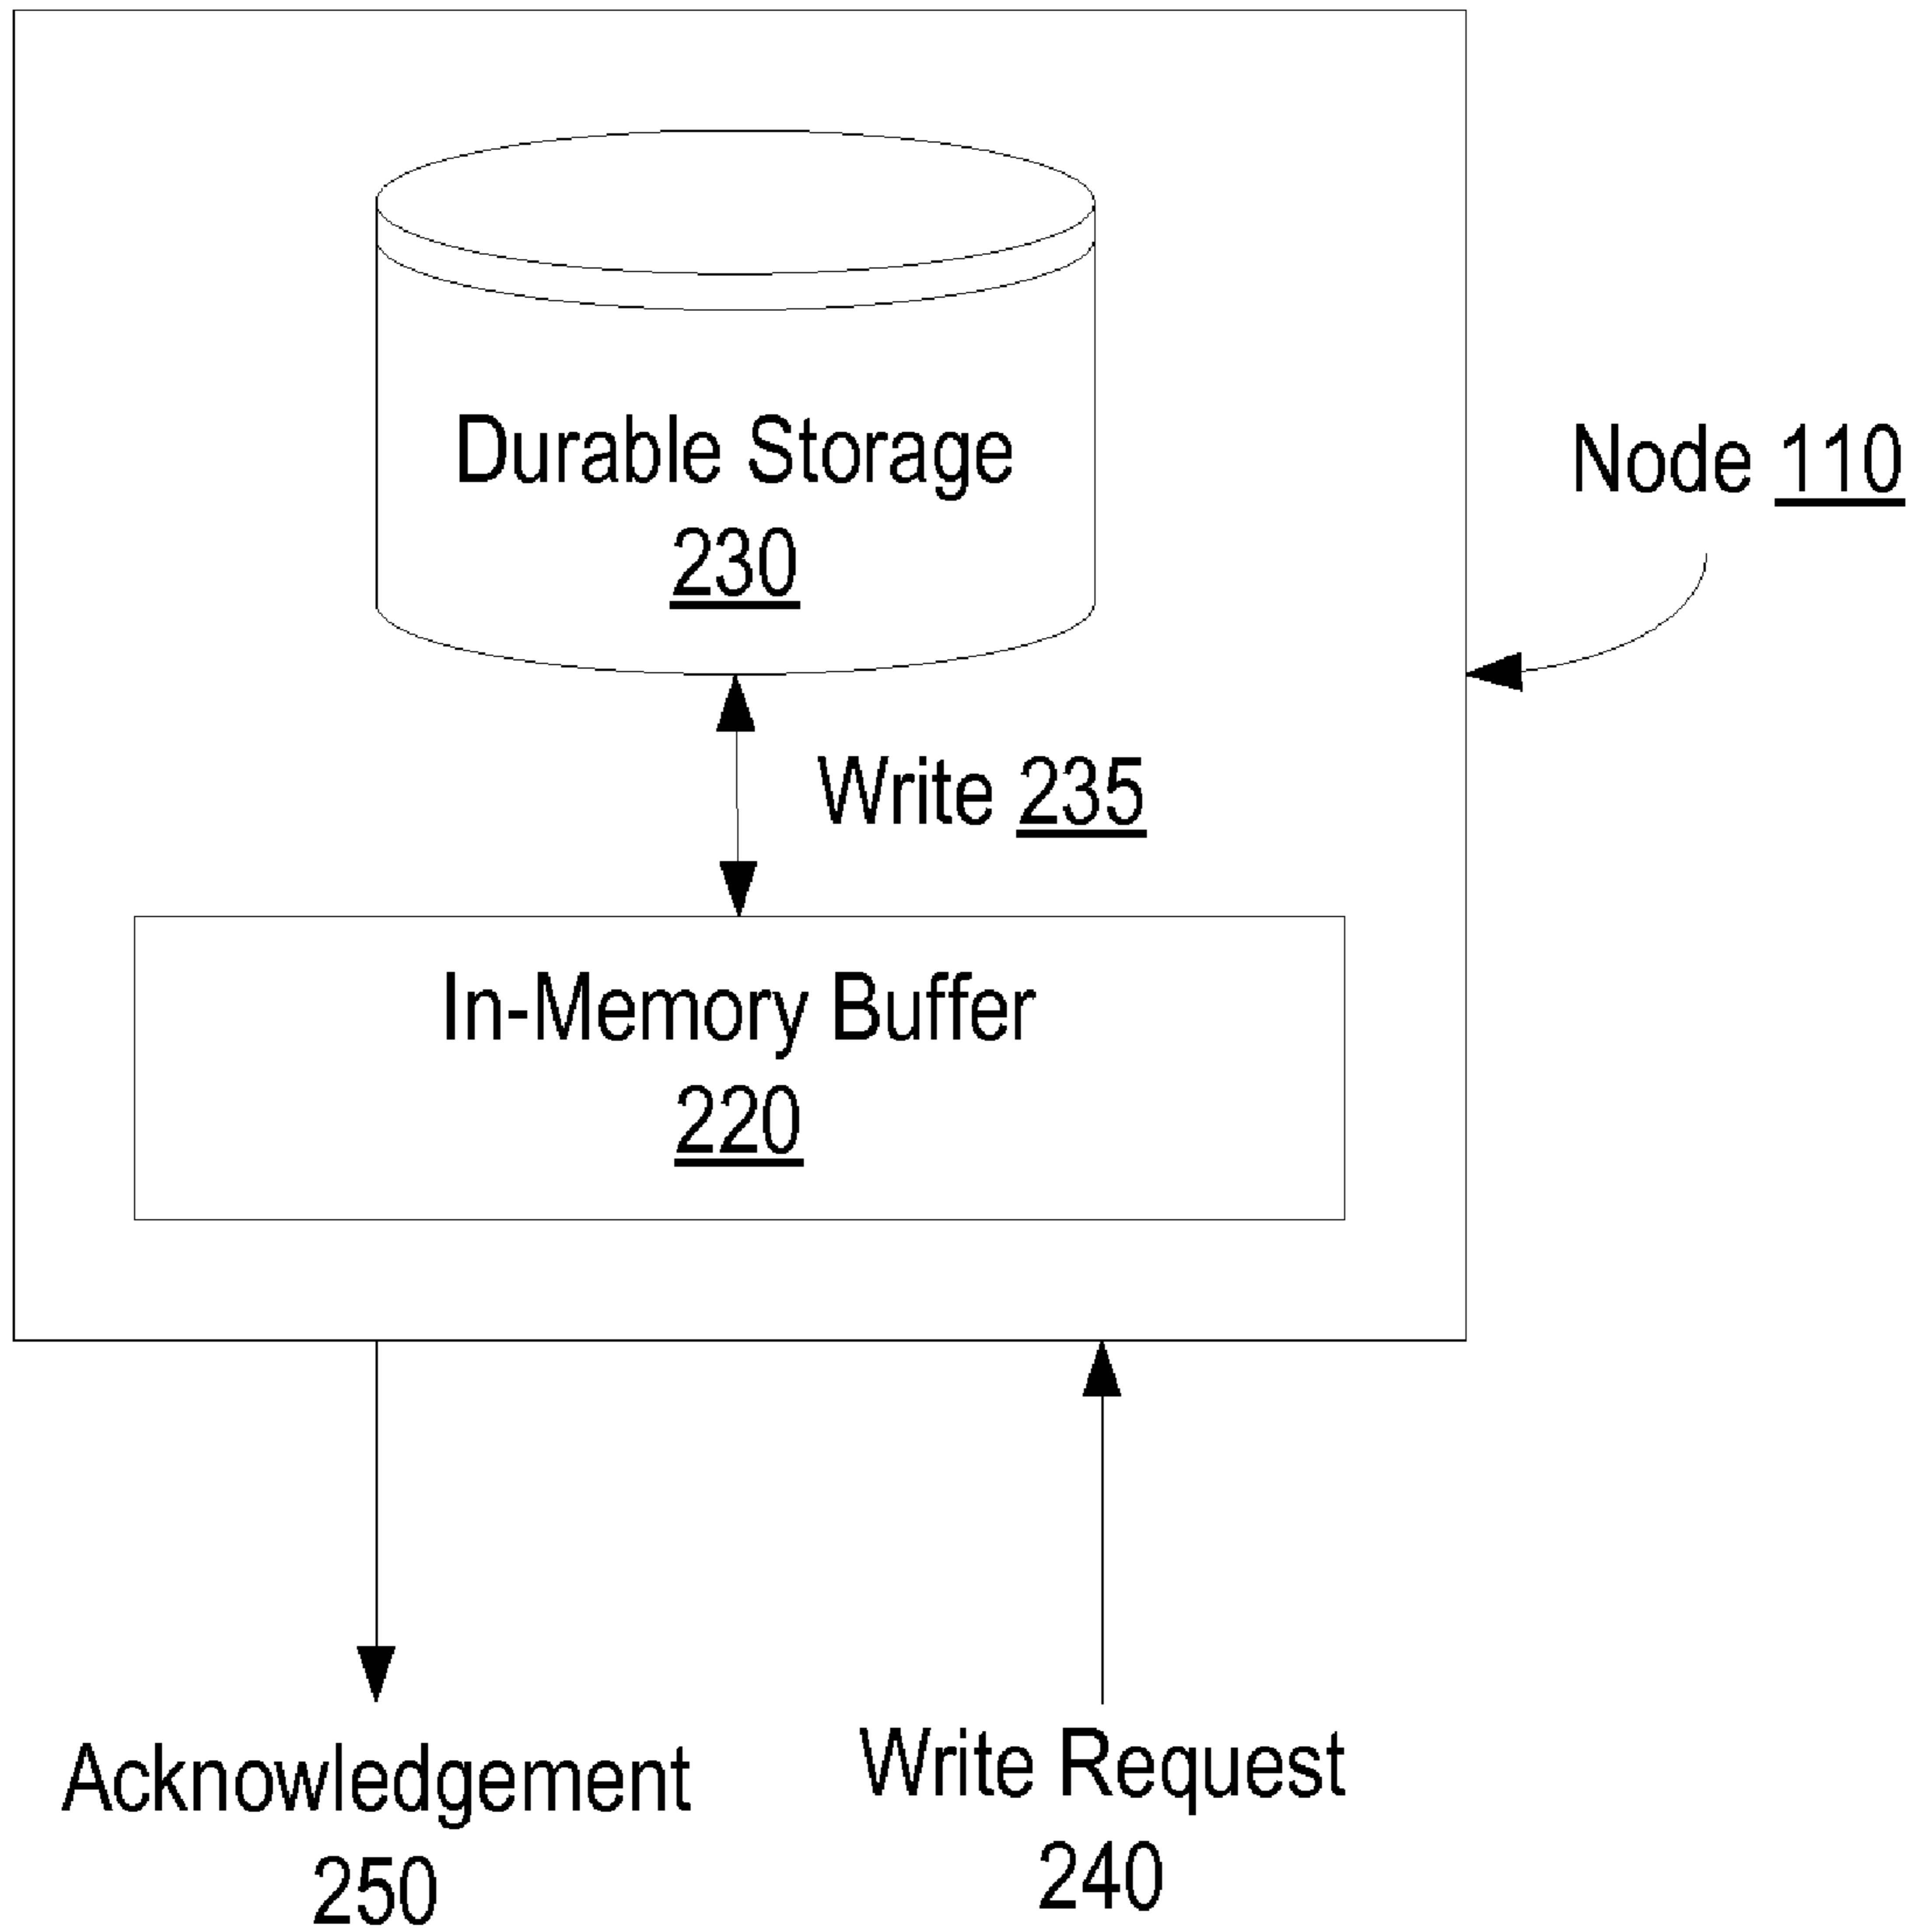 Durable Storage
230
Node 110
Write 235
In-Memory Buffer
220
Acknowledgement
250
Write Request
240